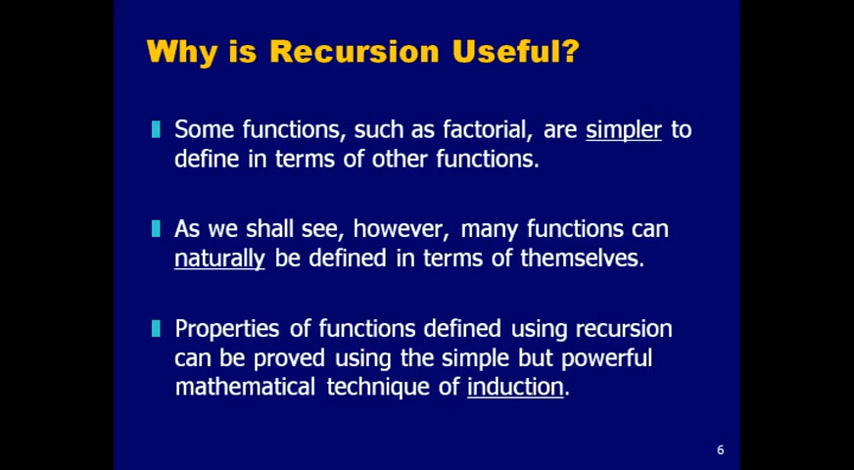 Why is Recursion Useful?
Some functions, such as factorial, are simpler to
define in terms of other functions.
As we shall see, however, many functions can
naturally be defined in terms of themselves.
Properties of functions defined using recursion
can be proved using the simple but powerful
mathematical technique of induction.
6